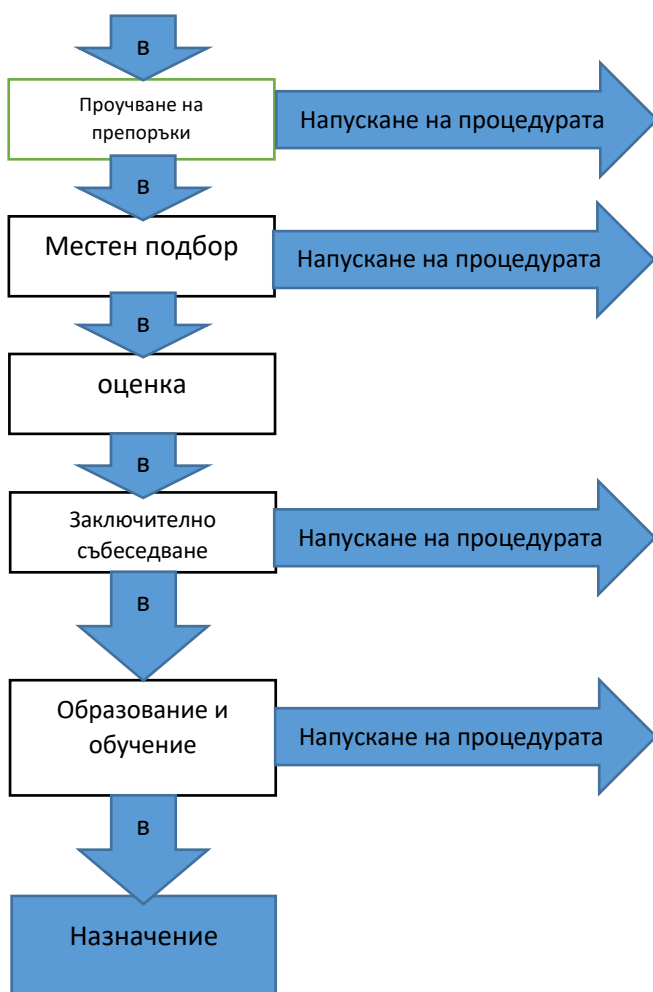 в
Проучване на
препоръки
Напускане на процедурата
в
Местен подбор
Напускане на процедурата
в
оценка
в
Заключително
събеседване
Напускане на процедурата
в
Образование и
обучение
Напускане на процедурата
в
Назначение